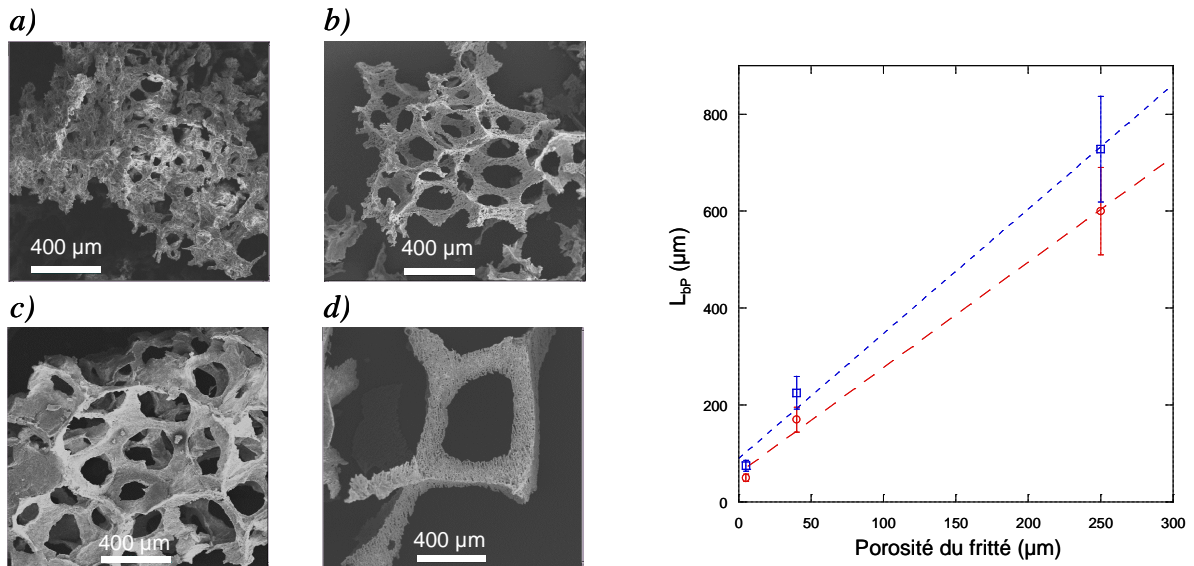 a)
b)
400 µm
400 µm
c)
d)
400 µm
400 µm
800
600
400
200
0
L_bP (µm)
0 50 100 150 200 250 300
Porosité du fritté (µm)